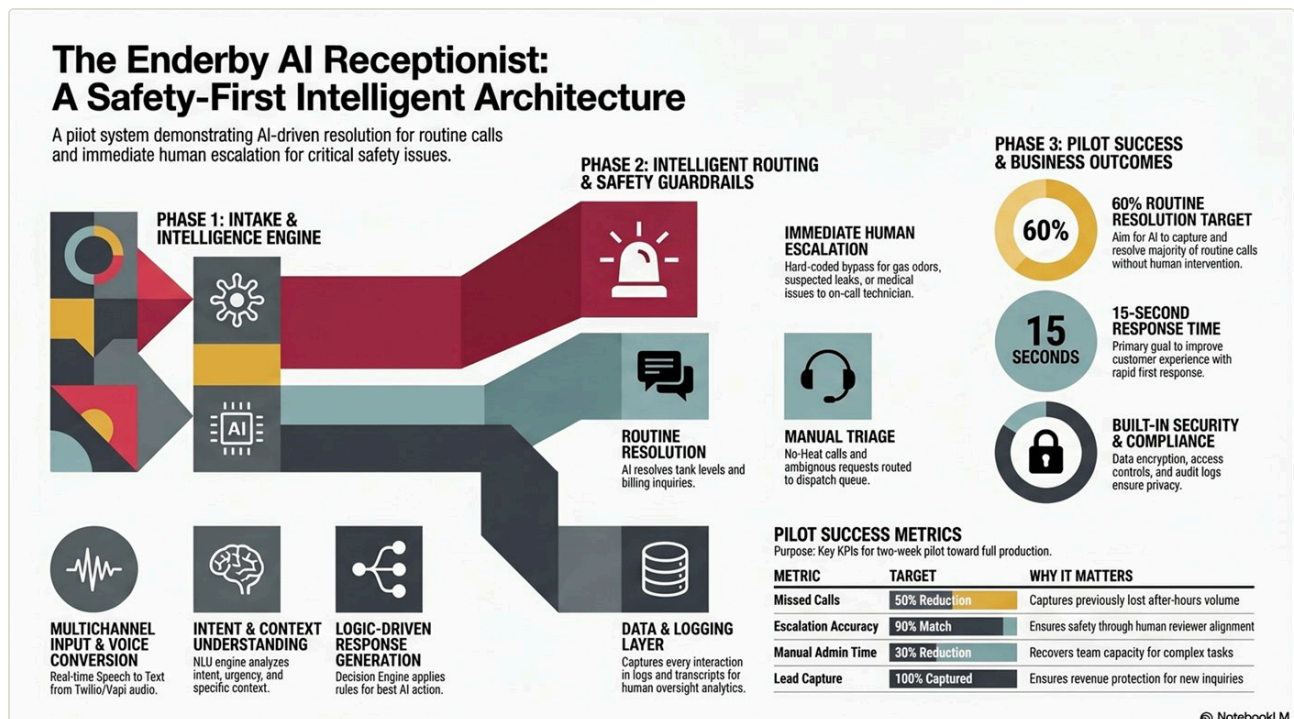 The Enderby AI Receptionist:
A Safety-First Intelligent Architecture
A pilot system demonstrating AI-driven resolution for routine calls
and immediate human escalation for critical safety issues.
PHASE 1: INTAKE &
INTELLIGENCE ENGINE
AI
MULTICHANNEL
INPUT & VOICE
CONVERSION
Real-time Speech to Text
from Twilio/Vapi audio.
INTENT & CONTEXT
UNDERSTANDING
NLU engine analyzes
intent, urgency, and
specific context.
LOGIC-DRIVEN
RESPONSE
GENERATION
Decision Engine applies
rules for best AI action.
PHASE 2: INTELLIGENT ROUTING
& SAFETY GUARDRAILS
IMMEDIATE HUMAN
ESCALATION
Hard-coded bypass for gas odors,
suspected leaks, or medical
issues to on-call technician.
ROUTINE
RESOLUTION
AI resolves tank levels and
billing inquiries.
MANUAL TRIAGE
No-Heat calls and
ambignous requests routed
to dispatch queue.
DATA & LOGGING
LAYER
Captures every interaction
in logs and transcripts for
human oversight analytics.
PHASE 3: PILOT SUCCESS
& BUSINESS OUTCOMES
60%
60% ROUTINE
RESOLUTION TARGET
Aim for AI to capture and
resolve majority of routine calls
without human intervention.
15
SECONDS
15-SECOND
RESPONSE TIME
Primary goal to improve
customer experience with
rapid first response.
BUILT-IN SECURITY
& COMPLIANCE
Data encryption, access
controls, and audit logs
ensure privacy.
PILOT SUCCESS METRICS
Purpose: Key KPIs for two-week pilot toward full production.
METRIC TARGET WHY IT MATTERS
Missed Calls 50% Reduction Captures previously lost after-hours volume
Escalation Accuracy 90% Match Ensures safety through human reviewer alignment
Manual Admin Time 30% Reduction Recovers team capacity for complex tasks
Lead Capture 100% Captured Ensures revenue protection for new inquiries
NotebookLM